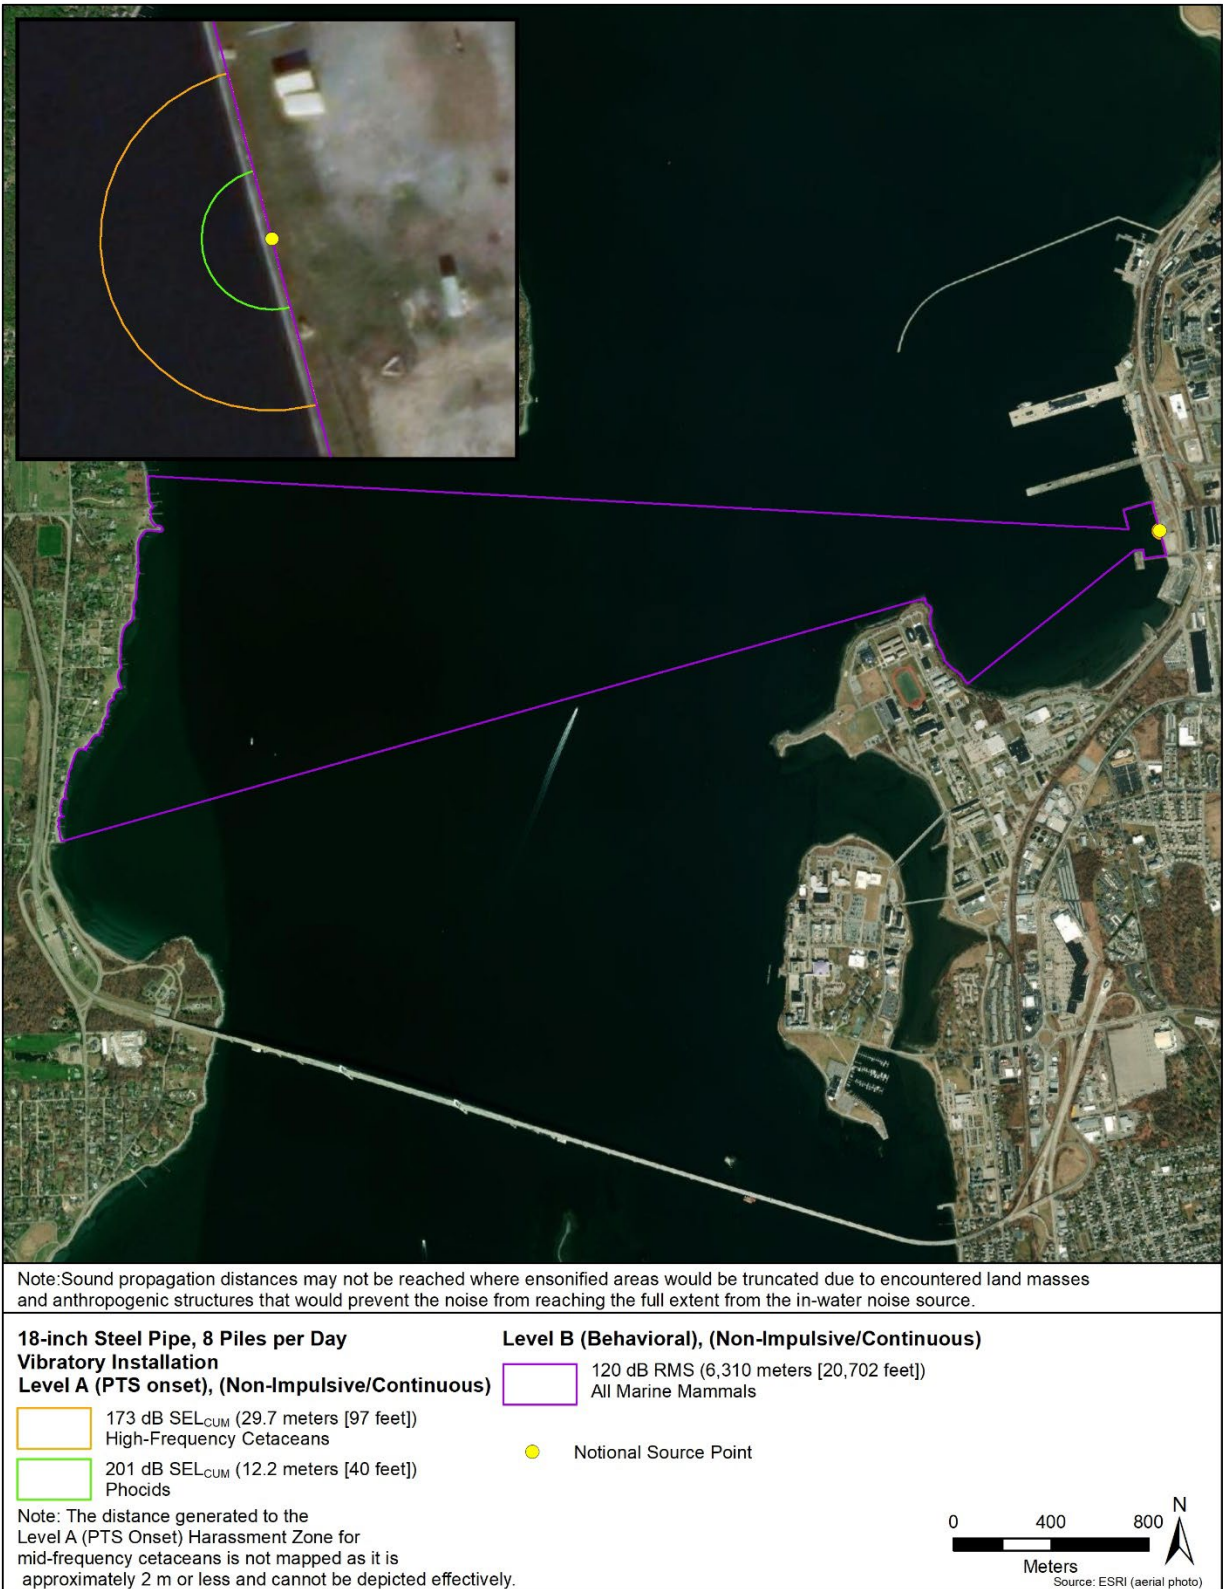 Note:Sound propagation distances may not be reached where ensonified areas would be truncated due to encountered land masses
and anthropogenic structures that would prevent the noise from reaching the full extent from the in-water noise source.
18-inch Steel Pipe, 8 Piles per Day
Vibratory Installation
Level A (PTS onset), (Non-Impulsive/Continuous)
173 dB SELCUM (29.7 meters [97 feet])
High-Frequency Cetaceans
201 dB SELCUM (12.2 meters [40 feet])
Phocids
Note: The distance generated to the
Level A (PTS Onset) Harassment Zone for
mid-frequency cetaceans is not mapped as it is
approximately 2 m or less and cannot be depicted effectively.
Level B (Behavioral), (Non-Impulsive/Continuous)
120 dB RMS (6,310 meters [20,702 feet])
All Marine Mammals
Notional Source Point
N
0 400 800
Meters
Source: ESRI (aerial photo)